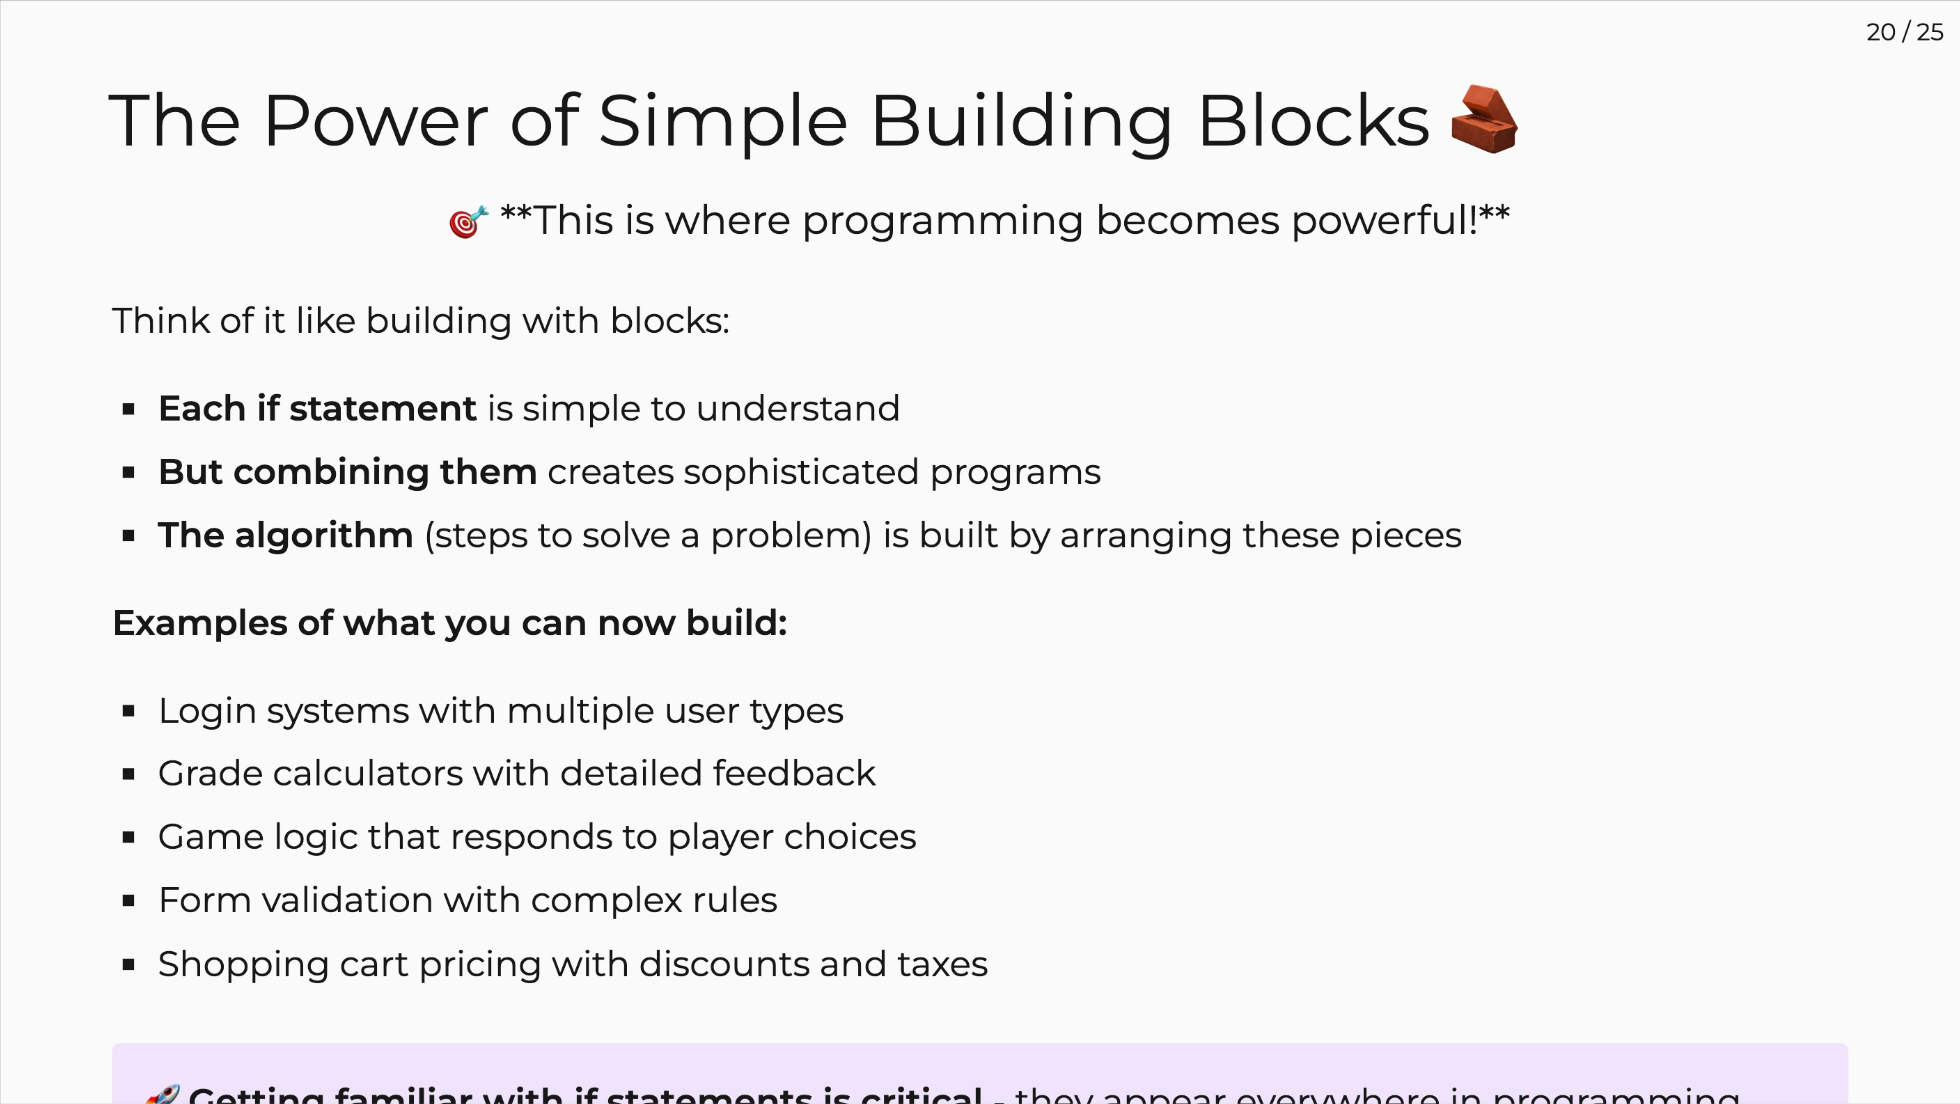 20 / 25
The Power of Simple Building Blocks 🧱
🎯 **This is where programming becomes powerful!**
Think of it like building with blocks:
▪ Each if statement is simple to understand
▪ But combining them creates sophisticated programs
▪ The algorithm (steps to solve a problem) is built by arranging these pieces
Examples of what you can now build:
▪ Login systems with multiple user types
▪ Grade calculators with detailed feedback
▪ Game logic that responds to player choices
▪ Form validation with complex rules
▪ Shopping cart pricing with discounts and taxes
🚀 Getting familiar with if statements is critical - they appear everywhere in programming